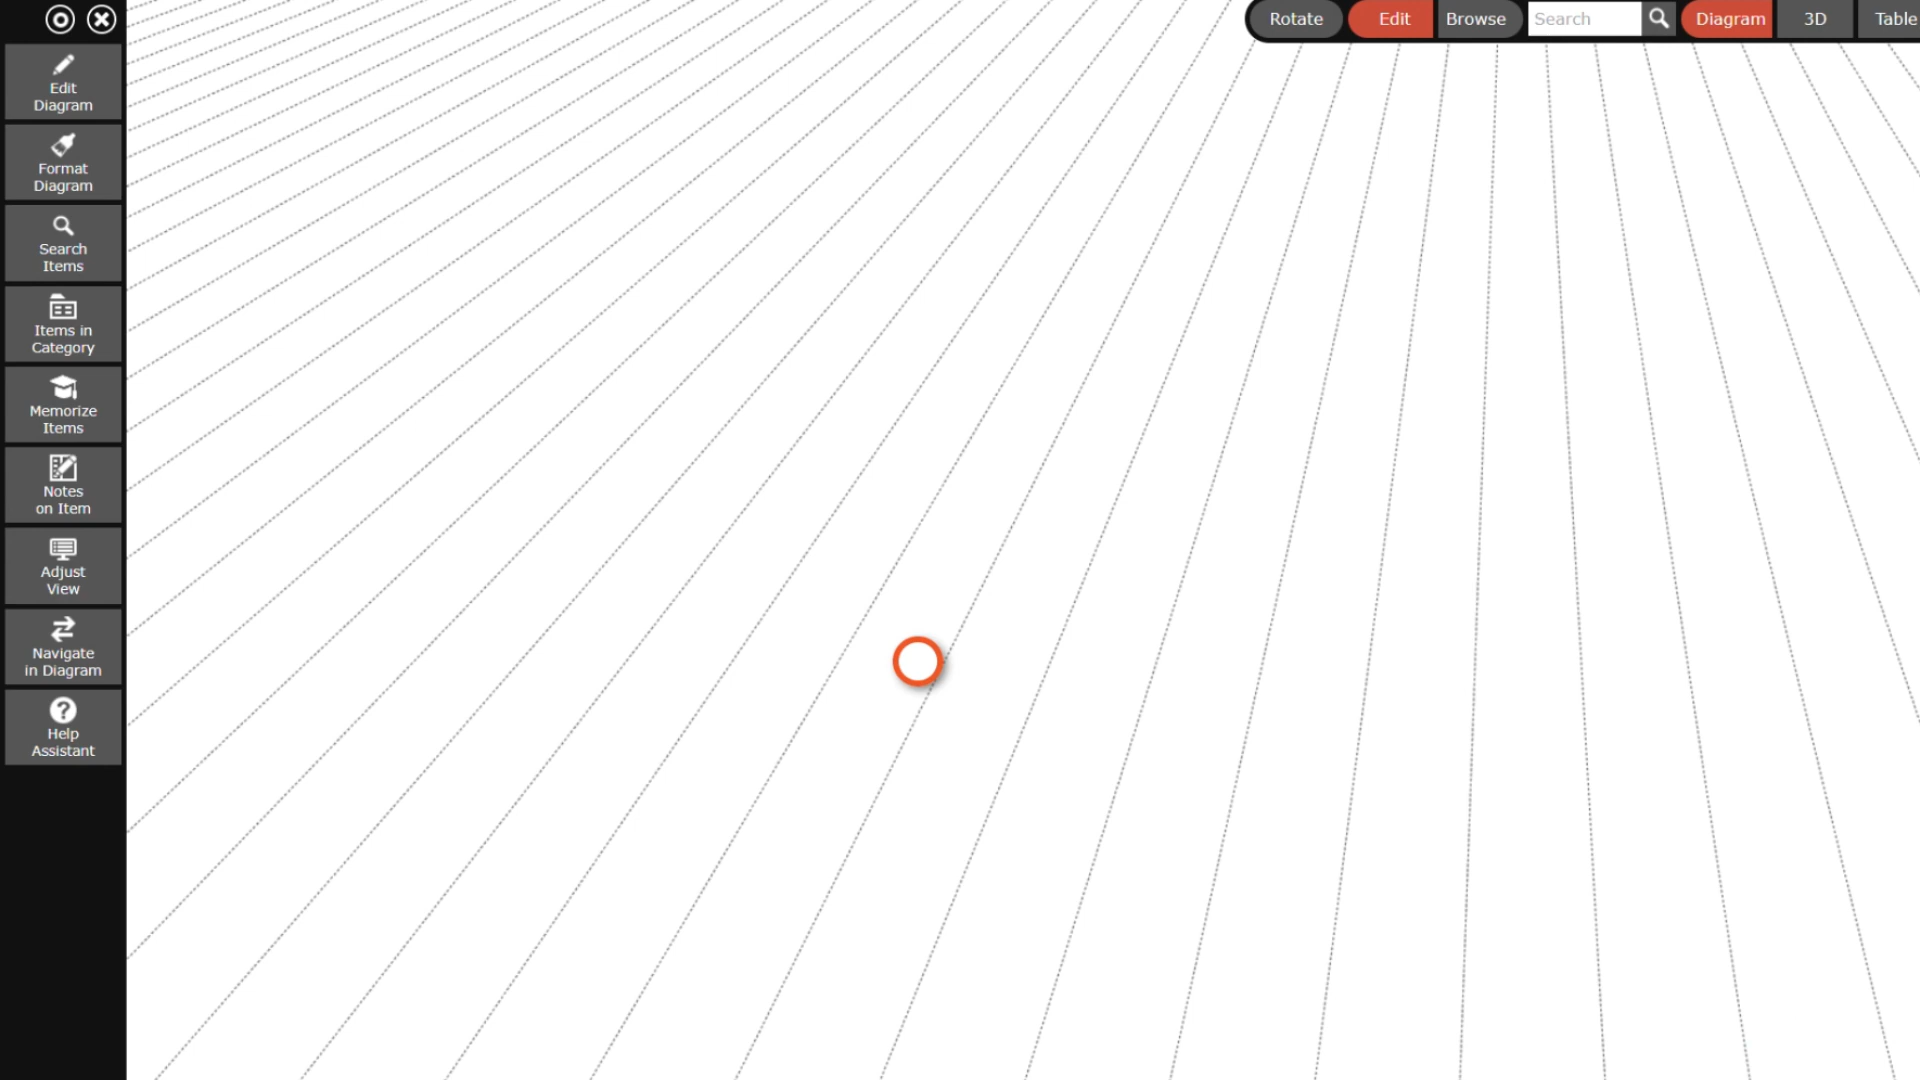 Rotate Edit Browse Search Diagram 3D Table
Edit
Diagram
Format
Diagram
Search
Items
Items in
Category
Memorize
Items
Notes
on Item
Adjust
View
Navigate
in Diagram
Help
Assistant